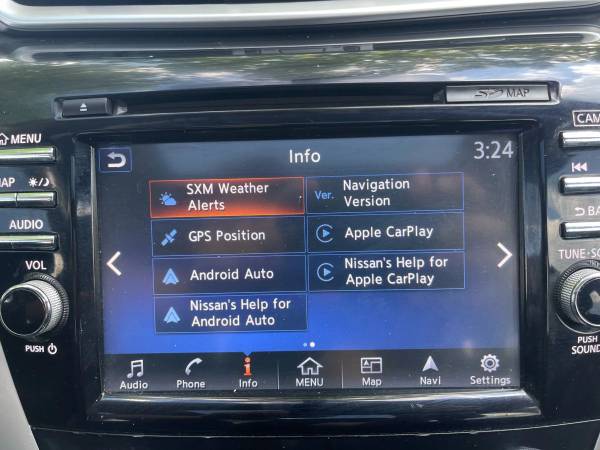 SD MAP
MENU
CAM
MAP
AUDIO
VOL
PUSH
BA
TUNE-SC
PUSH
SOUND
Info
3:24
SXM Weather
Alerts
Ver. Navigation
Version
GPS Position
Apple CarPlay
Android Auto
Nissan's Help for
Apple CarPlay
Nissan's Help for
Android Auto
Audio
Phone
Info
MENU
Map
Navi
Settings